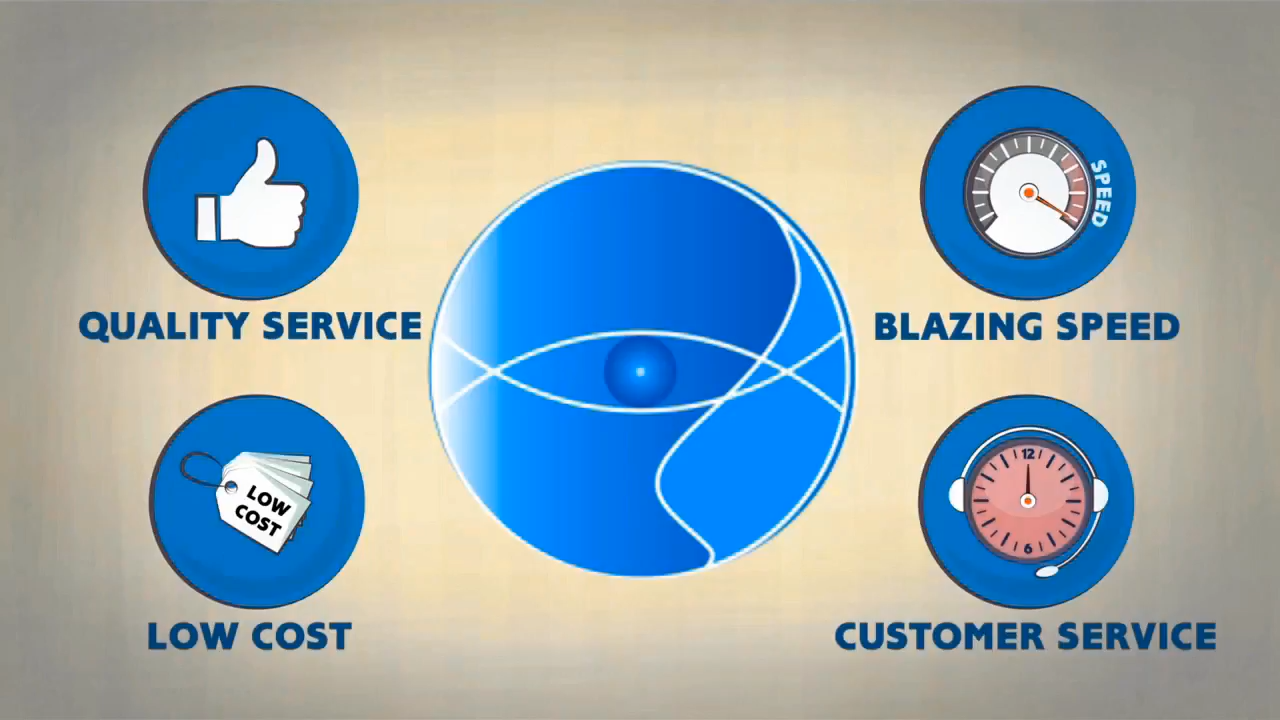 SPEED
QUALITY SERVICE
BLAZING SPEED
LOW
COST
12
6
LOW COST
CUSTOMER SERVICE